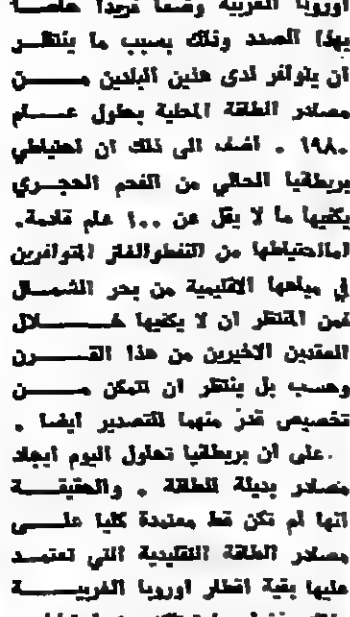 اوروبا الغربية وضعا فريدا خاصا
بهذا الصدد وذلك بسبب ما ينتظر
ان يتوافر لدى هذين البلدين من
مصادر الطاقة المحلية بحلول عام
١٩٨٠ . أضف الى ذلك ان احتياطي
بريطانيا الحالي من الفحم الحجري
يكفيها ما لا يقل عن ١٠٠ عام قادمة.
اما احتياطها من النفط والغاز المتوافرين
في مياهها الاقليمية من بحر الشمال
فمن المنتظر ان لا يكفيها خلال
العقدين الاخيرين من هذا القرن
وحسب بل ينتظر ان تتمكن من
تخصيص قدر منهما للتصدير ايضا .
على ان بريطانيا تحاول اليوم ايجاد
مصادر بديلة للطاقة . والحقيقة
انها لم تكن قط معتمدة كليا على
مصادر الطاقة التقليدية التي تعتمد
عليها بقية اقطار اوروبا الغربية